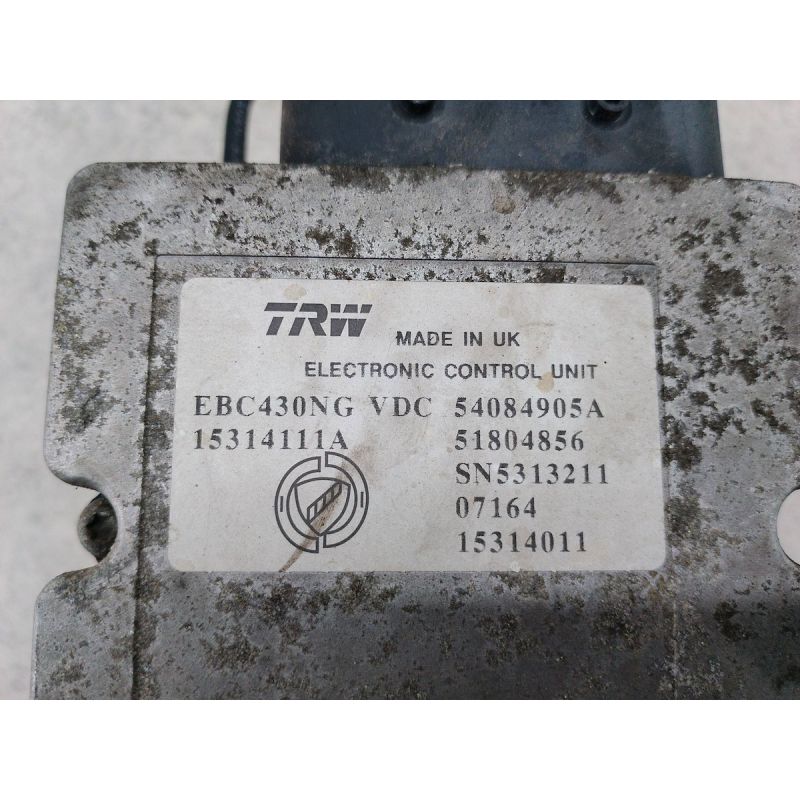 TRW MADE IN UK
ELECTRONIC CONTROL UNIT
EBC430NG VDC 54084905A
15314111A 51804856
SN5313211
07164
15314011